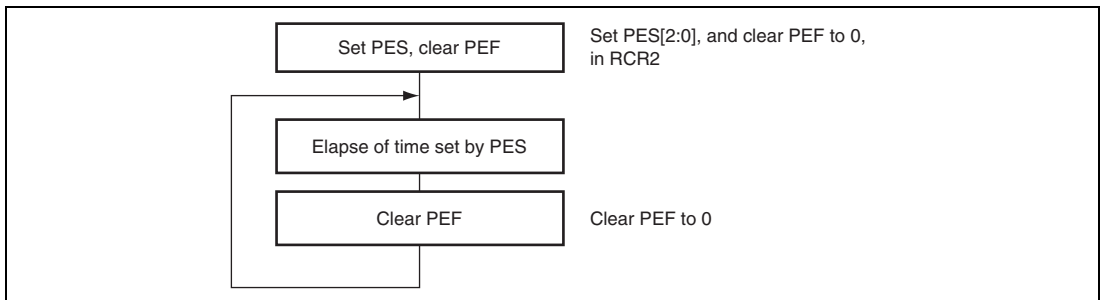 Set PES, clear PEF
Set PES[2:0], and clear PEF to 0,
in RCR2
Elapse of time set by PES
Clear PEF
Clear PEF to 0